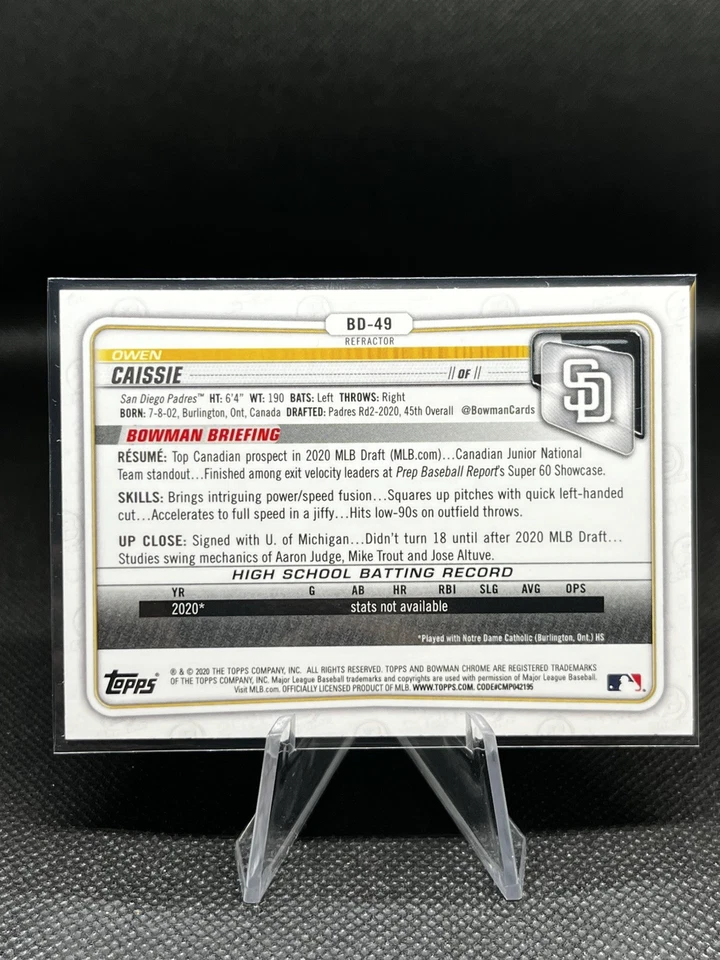 BD-49
REFRACTOR
OWEN
CAISSIE // OF //
San Diego Padres™ HT: 6'4" WT: 190 BATS: Left THROWS: Right
BORN: 7-8-02, Burlington, Ont, Canada DRAFTED: Padres Rd2-2020, 45th Overall @BowmanCards
SD
BOWMAN BRIEFING
RÉSUMÉ: Top Canadian prospect in 2020 MLB Draft (MLB.com)...Canadian Junior National
Team standout...Finished among exit velocity leaders at Prep Baseball Report's Super 60 Showcase.
SKILLS: Brings intriguing power/speed fusion...Squares up pitches with quick left-handed
cut...Accelerates to full speed in a jiffy...Hits low-90s on outfield throws.
UP CLOSE: Signed with U. of Michigan...Didn't turn 18 until after 2020 MLB Draft...
Studies swing mechanics of Aaron Judge, Mike Trout and Jose Altuve.
HIGH SCHOOL BATTING RECORD
YR G AB HR RBI SLG AVG OPS
2020* stats not available
*Played with Notre Dame Catholic (Burlington, Ont.) HS
topps
® & © 2020 THE TOPPS COMPANY, INC. ALL RIGHTS RESERVED. TOPPS AND BOWMAN CHROME ARE REGISTERED TRADEMARKS
OF THE TOPPS COMPANY, INC. Major League Baseball trademarks and copyrights are used with permission of Major League Baseball.
Visit MLB.com. OFFICIALLY LICENSED PRODUCT OF MLB. WWW.TOPPS.COM. CODE#CMP042195